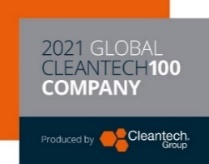 2021 GLOBAL
CLEANTECH100
COMPANY
Produced by Cleantech.
Group